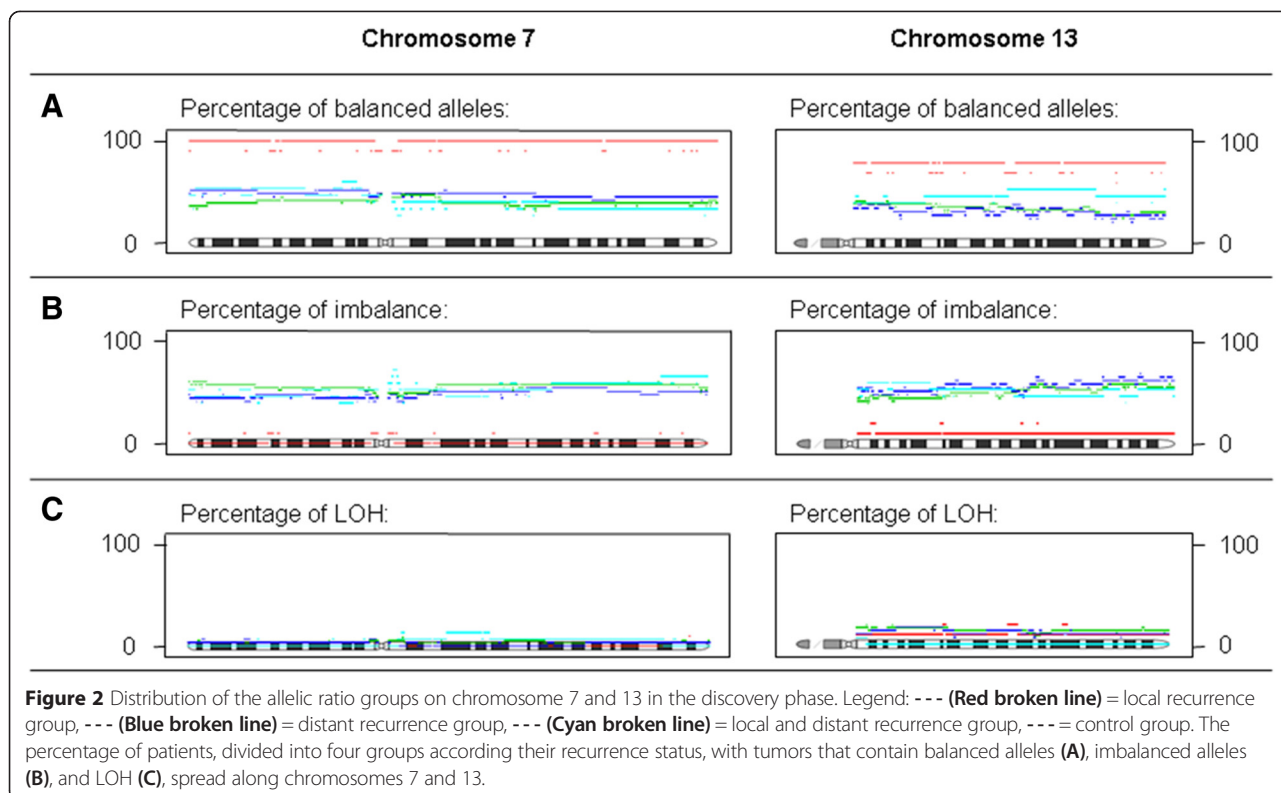 Chromosome 7 Chromosome 13
A Percentage of balanced alleles: Percentage of balanced alleles:
100 100
0 0
B Percentage of imbalance: Percentage of imbalance:
100 100
0 0
C Percentage of LOH: Percentage of LOH:
100 100
0 0
Figure 2 Distribution of the allelic ratio groups on chromosome 7 and 13 in the discovery phase. Legend: - - - (Red broken line) = local recurrence
group, - - - (Blue broken line) = distant recurrence group, - - - (Cyan broken line) = local and distant recurrence group, - - - = control group. The
percentage of patients, divided into four groups according their recurrence status, with tumors that contain balanced alleles (A), imbalanced alleles
(B), and LOH (C), spread along chromosomes 7 and 13.